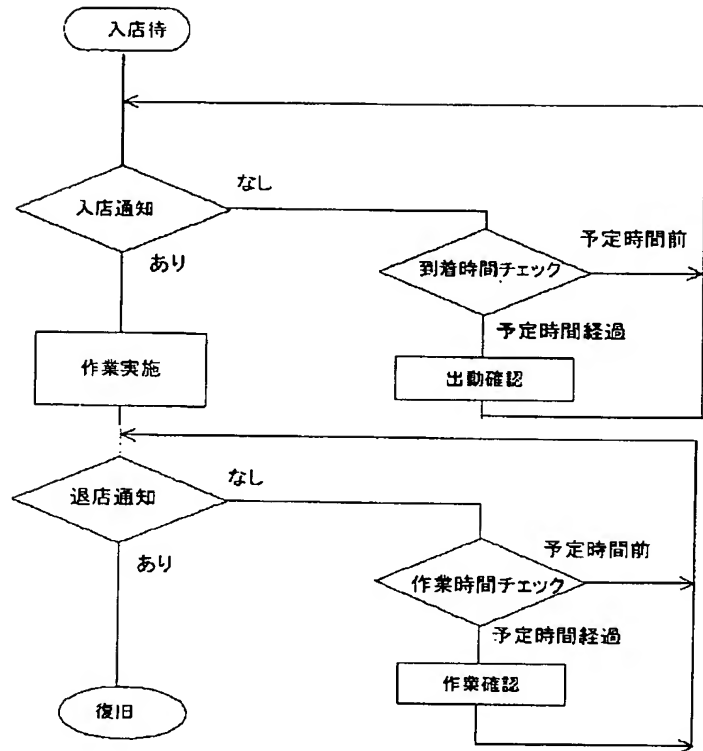 入店待
入店通知
なし
あり
到着時間チェック
予定時間前
予定時間経過
出動確認
作業実施
退店通知
なし
あり
作業時間チェック
予定時間前
予定時間経過
作業確認
復旧